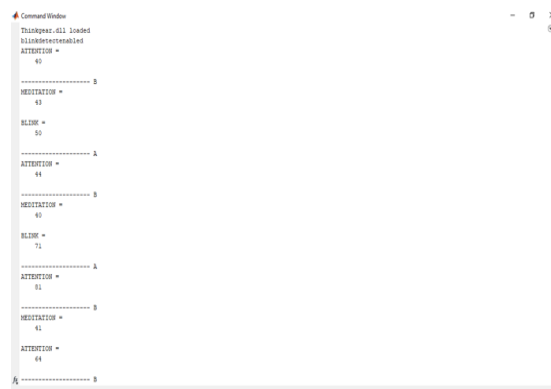 Command Window
Thinkgear.dll loaded
blinkdetectenabled
ATTENTION =
40
------------------- B
MEDITATION =
43
BLINK =
50
------------------- A
ATTENTION =
44
------------------- B
MEDITATION =
40
BLINK =
71
------------------- A
ATTENTION =
81
------------------- B
MEDITATION =
41
ATTENTION =
64
fx ------------------- B